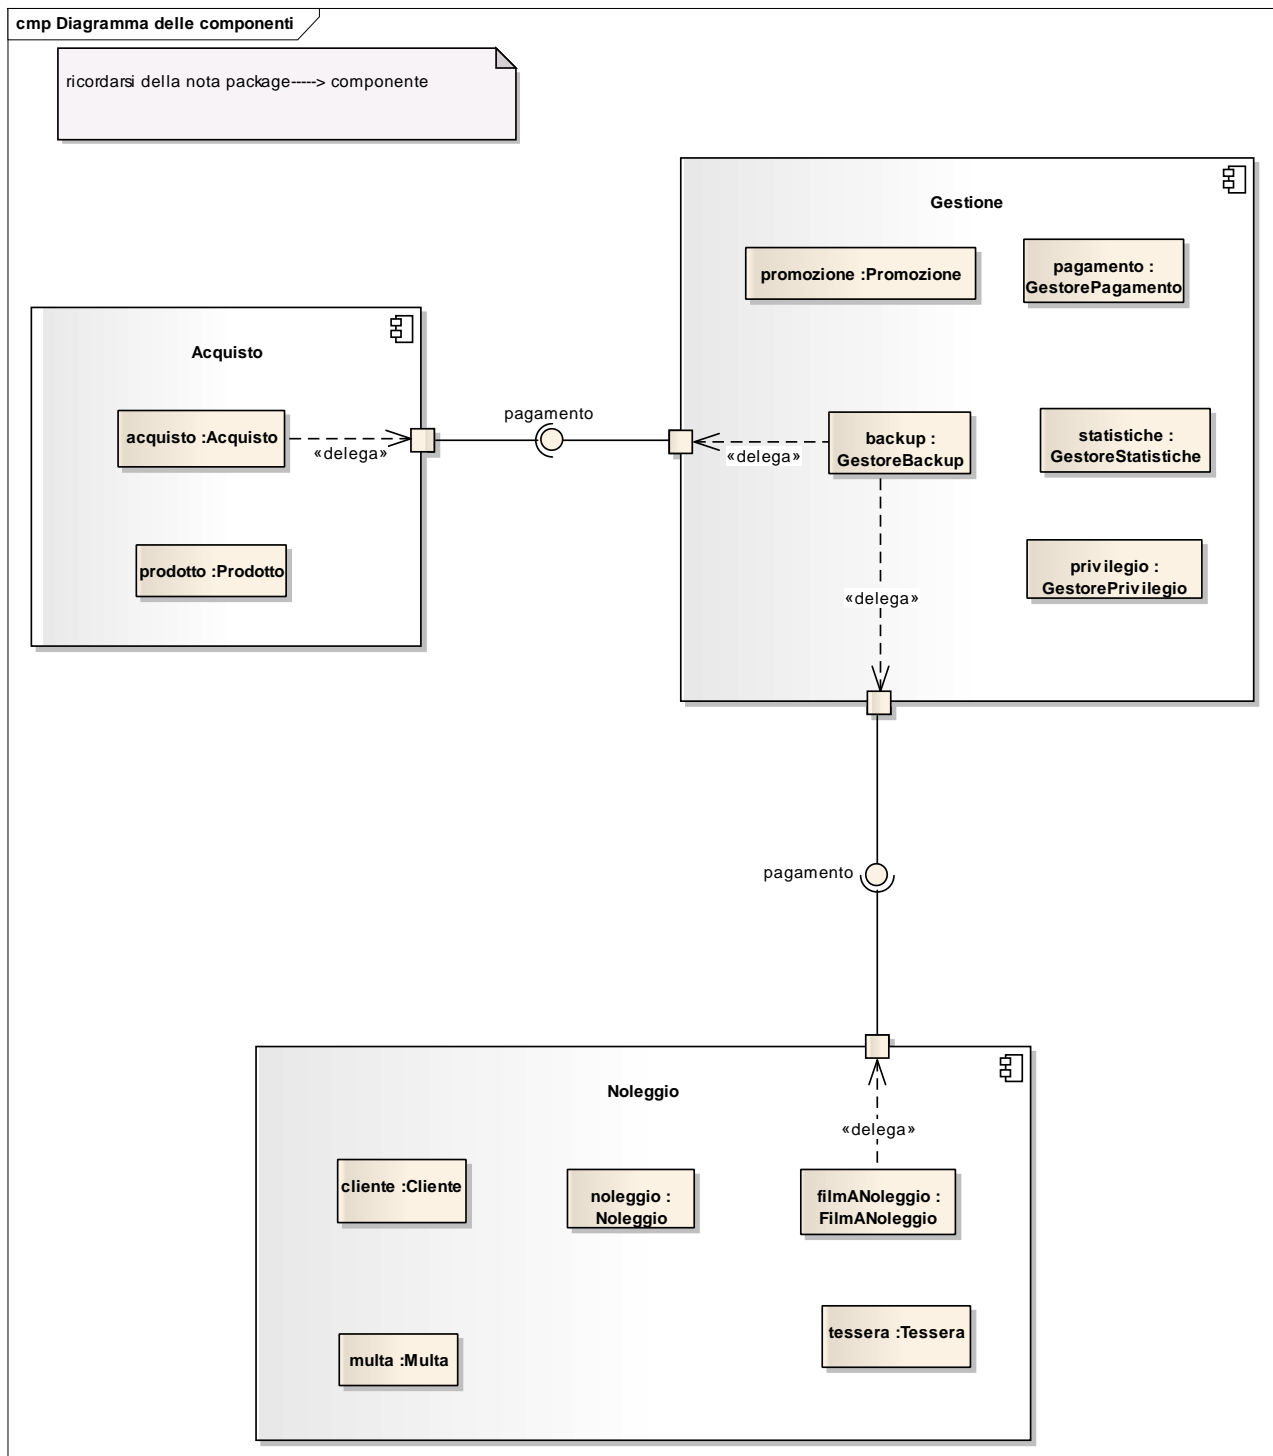 cmp Diagramma delle componenti
ricordarsi della nota package-----> componente
Gestione
promozione :Promozione
pagamento :
GestorePagamento
Acquisto
acquisto :Acquisto
«delega»
pagamento
«delega»
backup :
GestoreBackup
statistiche :
GestoreStatistiche
prodotto :Prodotto
privilegio :
GestorePrivilegio
«delega»
pagamento
Noleggio
«delega»
cliente :Cliente
noleggio :
Noleggio
filmANoleggio :
FilmANoleggio
multa :Multa
tessera :Tessera